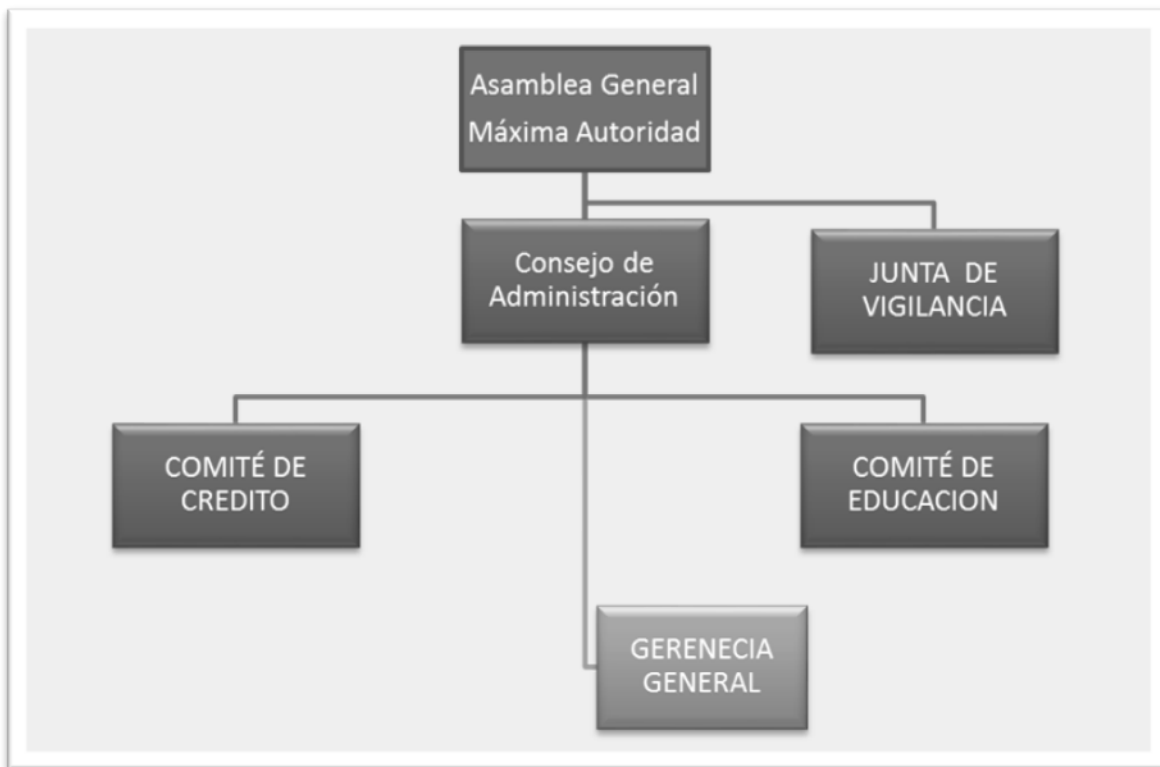 Asamblea General
Máxima Autoridad
Consejo de
Administración
JUNTA DE
VIGILANCIA
COMITÉ DE
CREDITO
COMITÉ DE
EDUCACION
GERENECIA
GENERAL